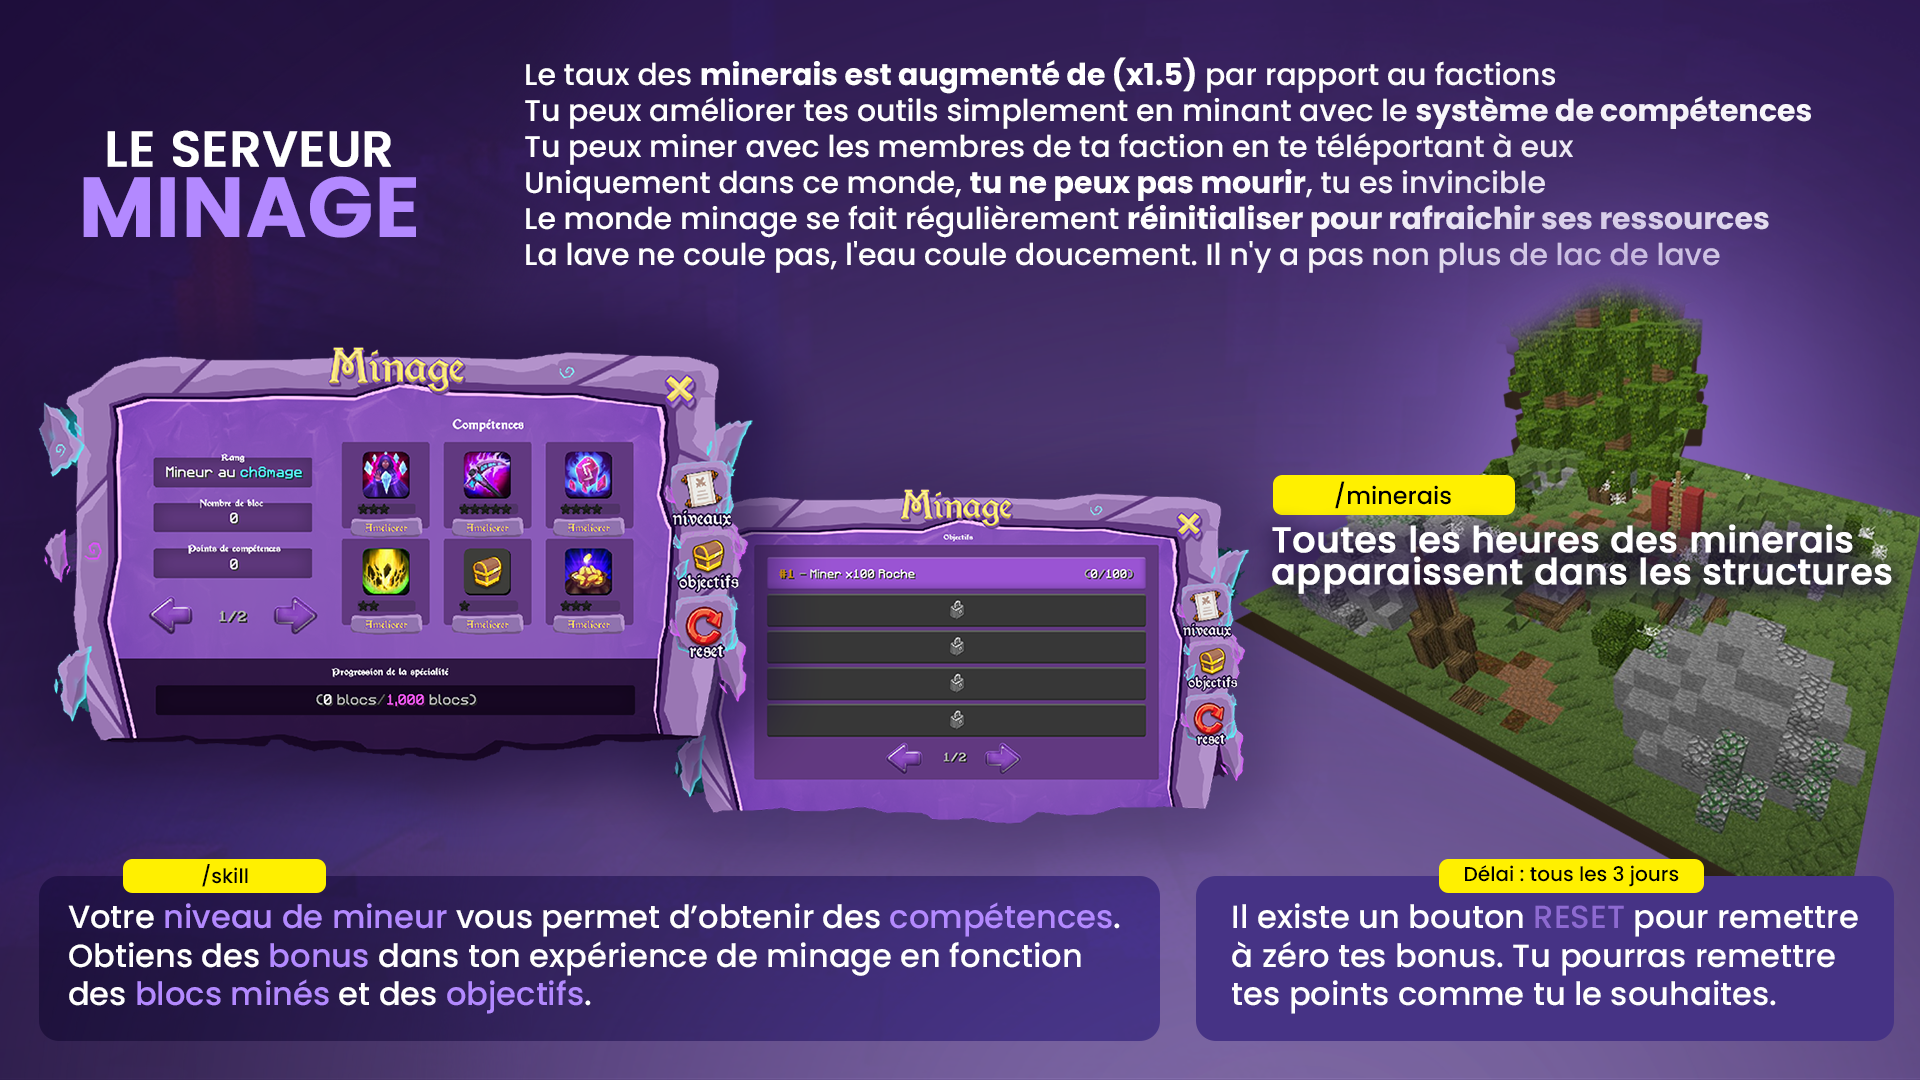 LE SERVEUR
MINAGE
Le taux des minerais est augmenté de (x1.5) par rapport au factions
Tu peux améliorer tes outils simplement en minant avec le système de compétences
Tu peux miner avec les membres de ta faction en te téléportant à eux
Uniquement dans ce monde, tu ne peux pas mourir, tu es invincible
Le monde minage se fait régulièrement réinitialiser pour rafraichir ses ressources
La lave ne coule pas, l'eau coule doucement. Il n'y a pas non plus de lac de lave
Minage
Compétences
Rang
Mineur au chômage
Nombre de bloc
0
Points de compétences
0
1/2
Améliorer
Améliorer
Améliorer
Améliorer
Améliorer
Améliorer
Progression de la spécialité
(0 blocs/1,000 blocs)
niveaux
objectifs
reset
Minage
Objectifs
#1 - Miner x100 Roche (0/100)
1/2
niveaux
objectifs
reset
/minerais
Toutes les heures des minerais
apparaissent dans les structures
/skill
Votre niveau de mineur vous permet d’obtenir des compétences.
Obtiens des bonus dans ton expérience de minage en fonction
des blocs minés et des objectifs.
Délai : tous les 3 jours
Il existe un bouton RESET pour remettre
à zéro tes bonus. Tu pourras remettre
tes points comme tu le souhaites.